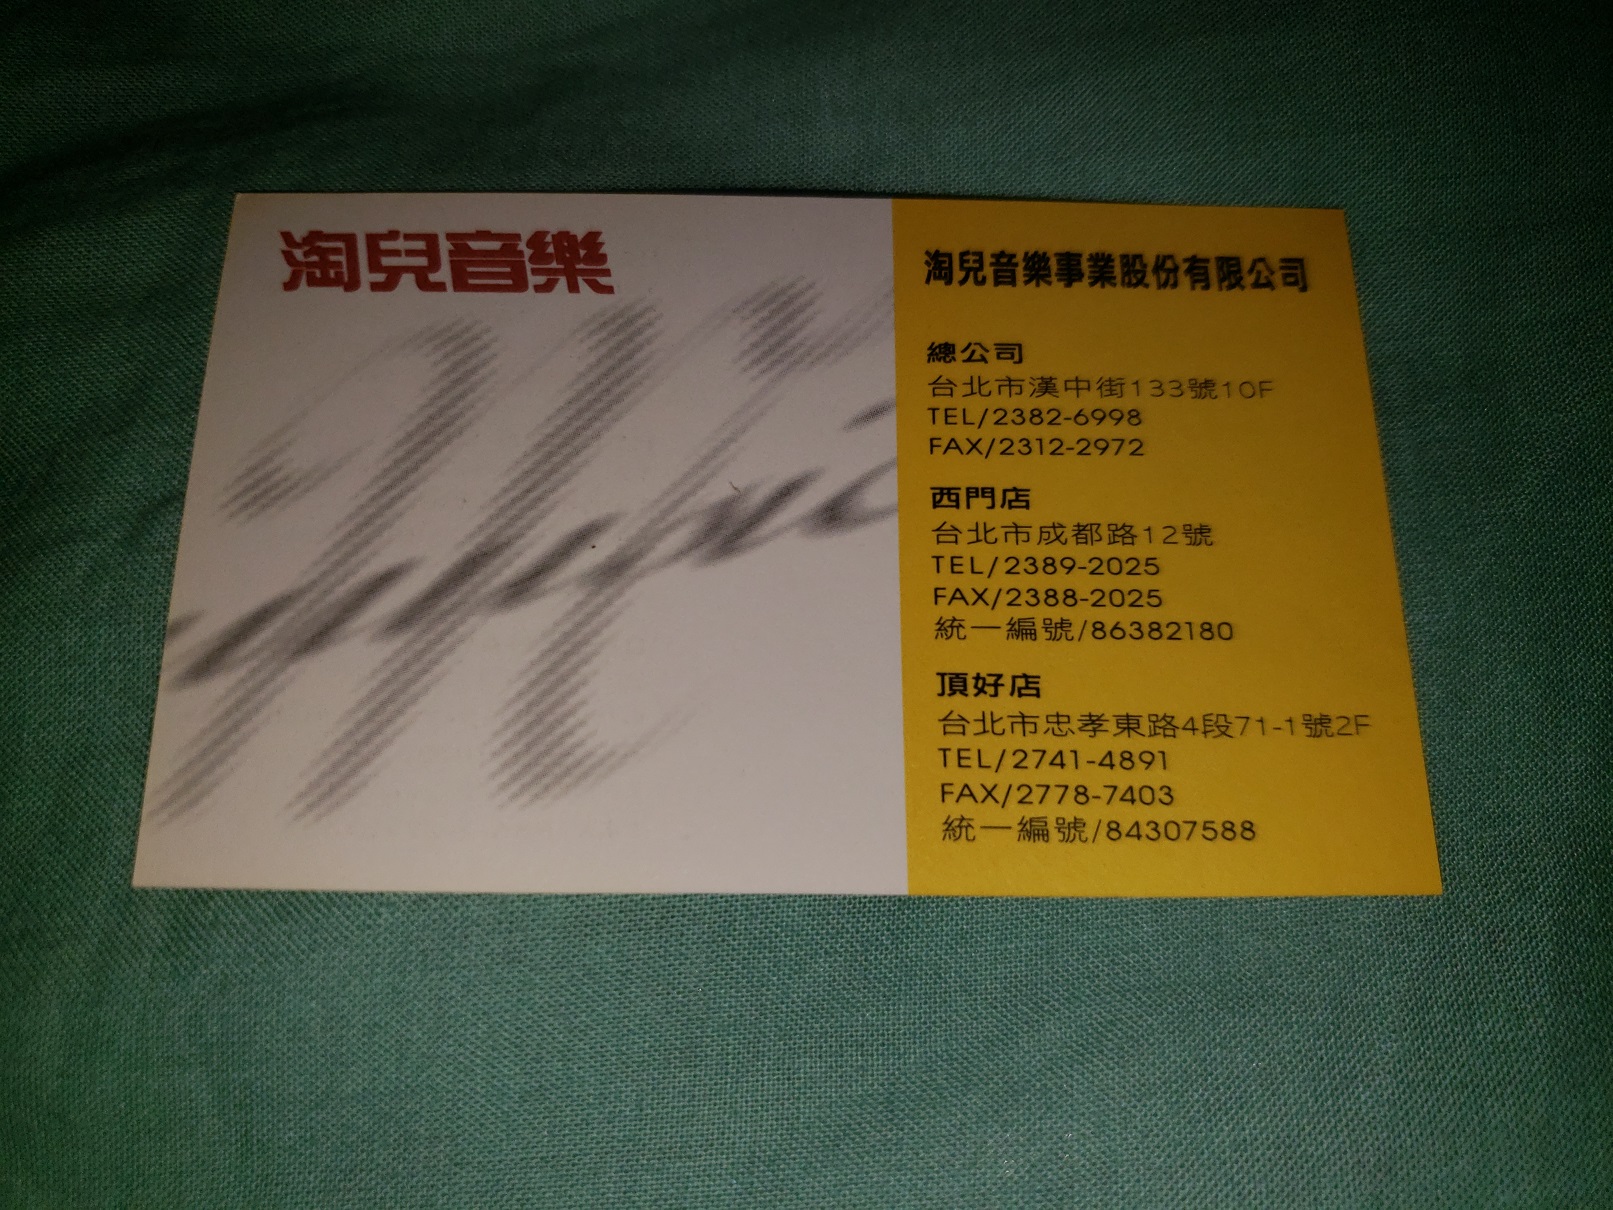 淘兒音樂
淘兒音樂事業股份有限公司
總公司
台北市漢中街133號10F
TEL/2382-6998
FAX/2312-2972
西門店
台北市成都路12號
TEL/2389-2025
FAX/2388-2025
統一編號/86382180
頂好店
台北市忠孝東路4段71-1號2F
TEL/2741-4891
FAX/2778-7403
統一編號/84307588